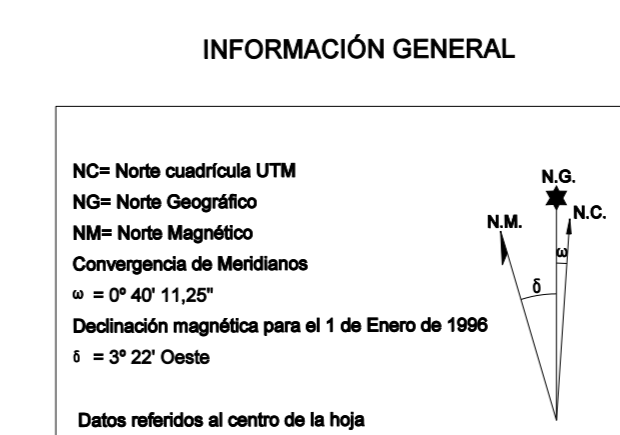 INFORMACIÓN GENERAL
NC= Norte cuadrícula UTM
NG= Norte Geográfico
NM= Norte Magnético
Convergencia de Meridianos
ω = 0º 40' 11,25"
Declinación magnética para el 1 de Enero de 1996
δ = 3º 22' Oeste
Datos referidos al centro de la hoja
N.G.
N.M.
N.C.
ω
δ